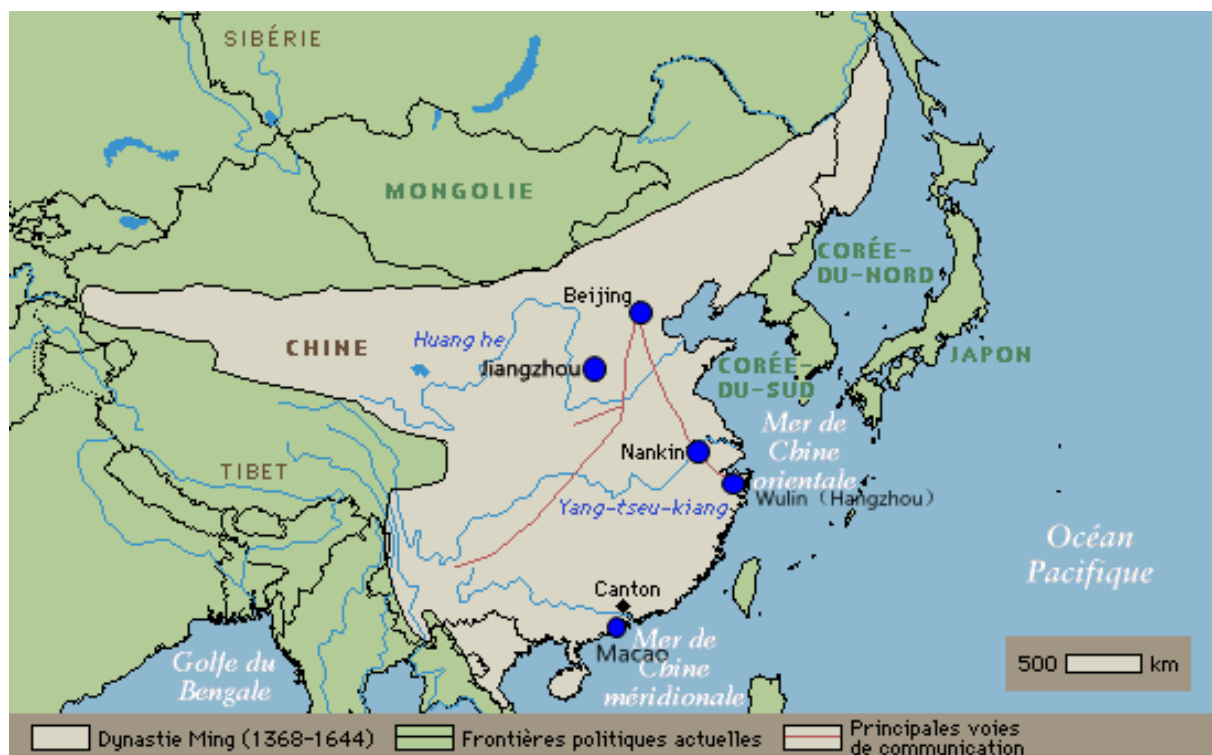 SIBÉRIE
MONGOLIE
CORÉE-
DU-NORD
Beijing
Huang he
CHINE
Jiangzhou
JAPON
CORÉE-
DU-SUD
Mer de
Chine
orientale
Nankin
TIBET
Wulin（Hangzhou）
Yang-tseu-kiang
Océan
Pacifique
Canton
Macao
Mer de
Chine
méridionale
Golfe du
Bengale
500 km
Dynastie Ming (1368-1644)
Frontières politiques actuelles
Principales voies
de communication